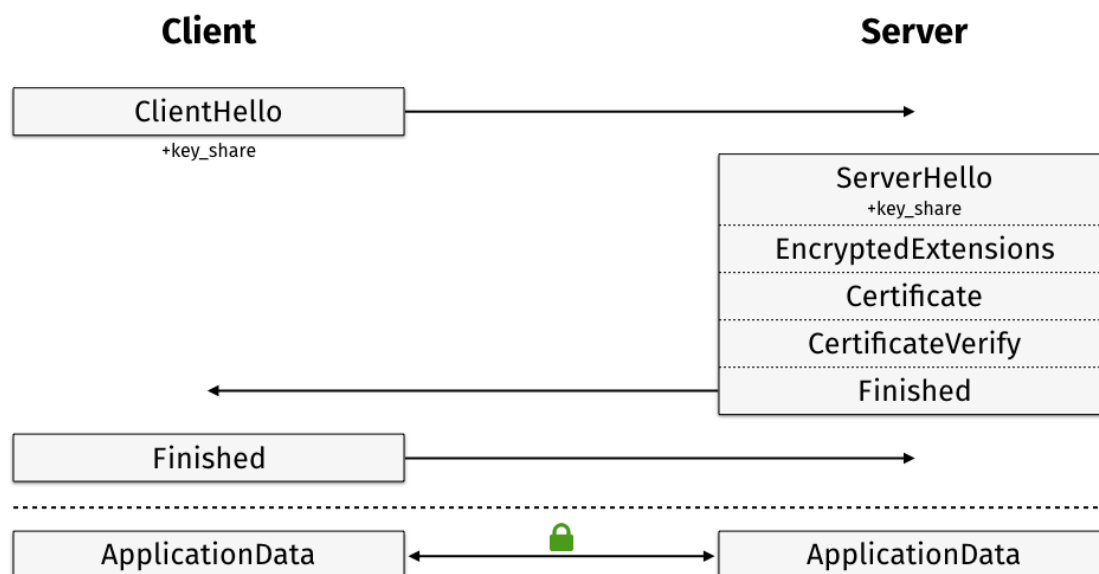 Client
Server
ClientHello
+key_share
ServerHello
+key_share
EncryptedExtensions
Certificate
CertificateVerify
Finished
Finished
ApplicationData
ApplicationData